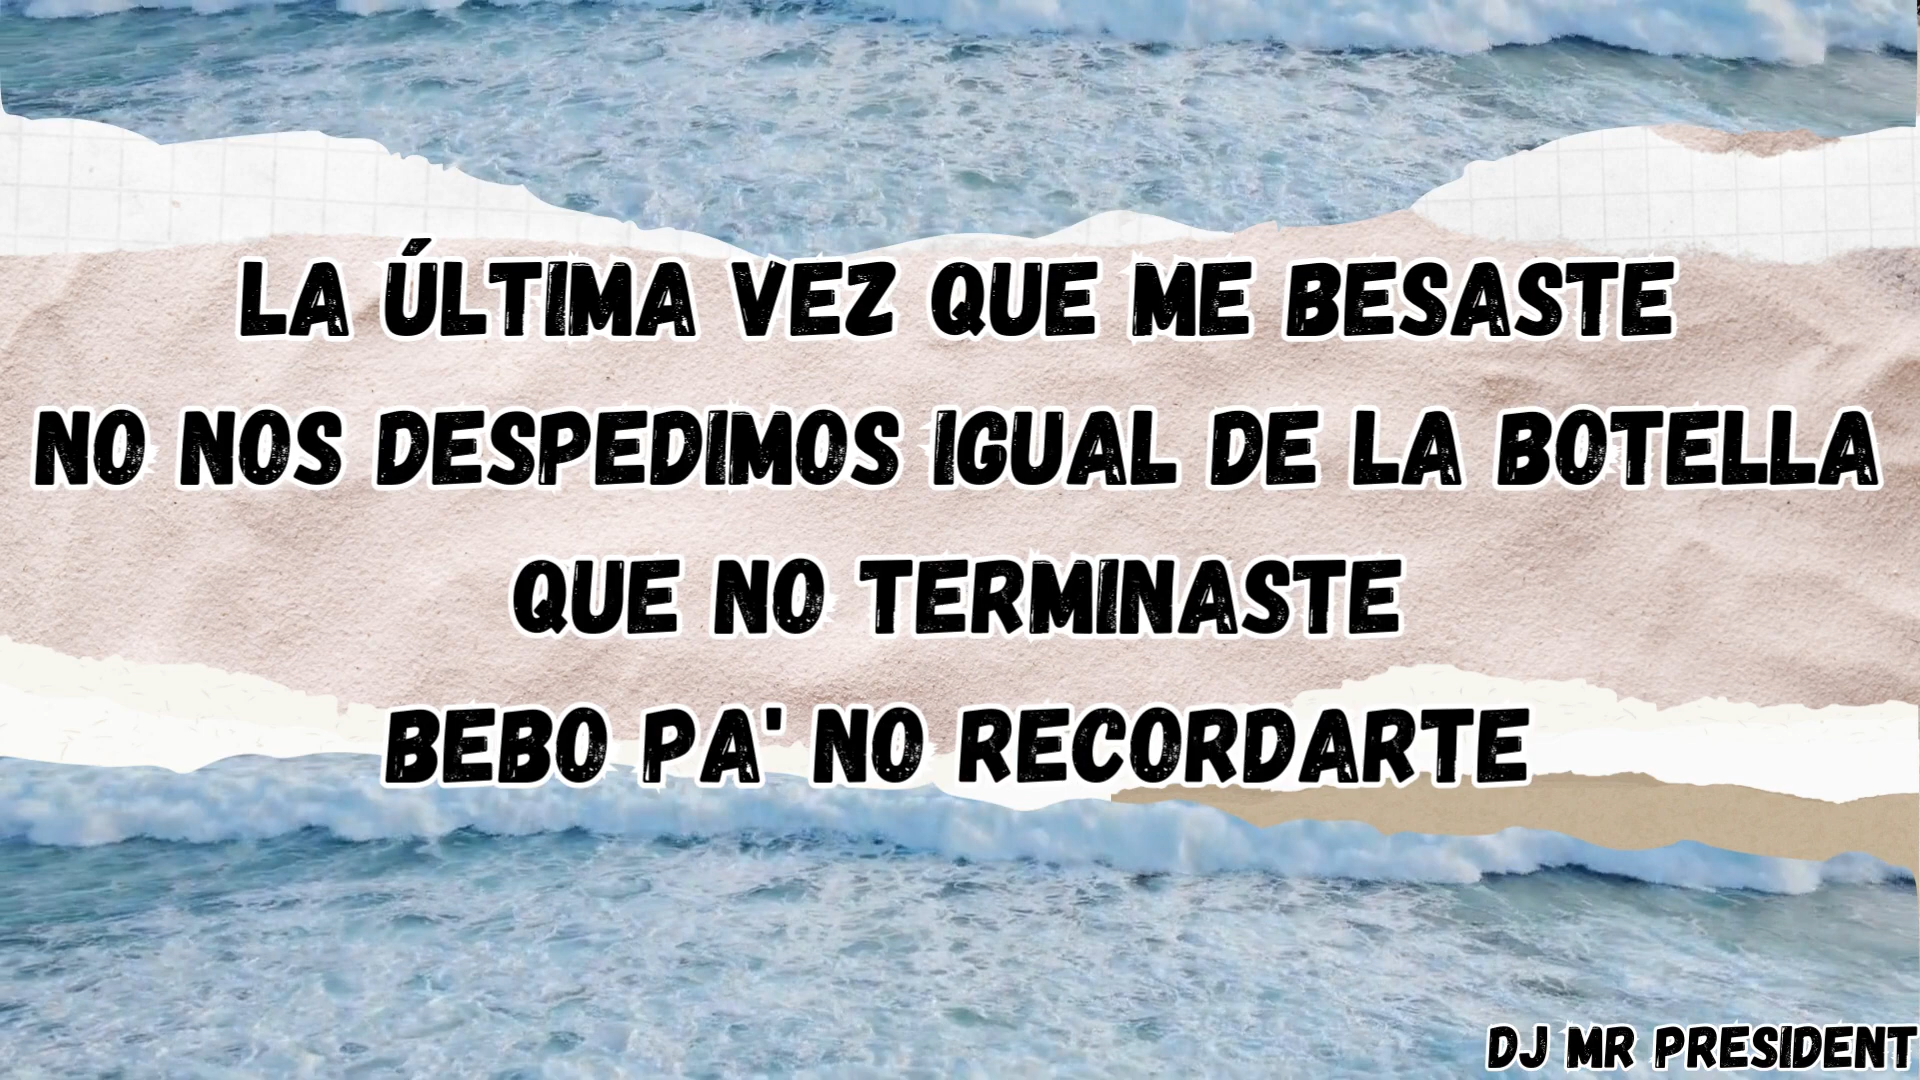 LA ÚLTIMA VEZ QUE ME BESASTE
NO NOS DESPEDIMOS IGUAL DE LA BOTELLA
QUE NO TERMINASTE
BEBO PA' NO RECORDARTE
DJ MR PRESIDENT